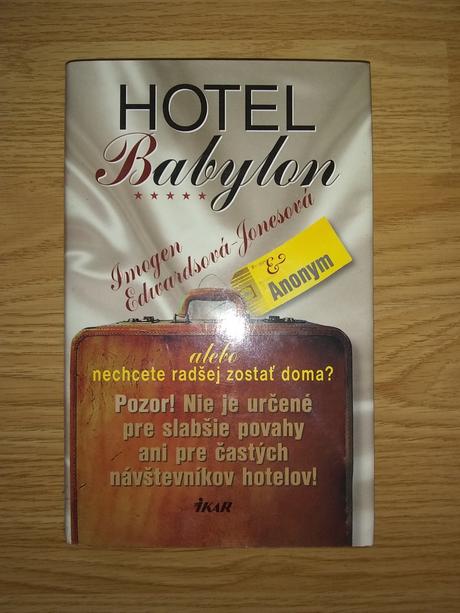 HOTEL
Babylon
★★★★★
Imogen
Edwardsová-Jonesová
& Anonym
alebo
nechcete radšej zostať doma?
Pozor! Nie je určené
pre slabšie povahy
ani pre častých
návštevníkov hotelov!
IKAR